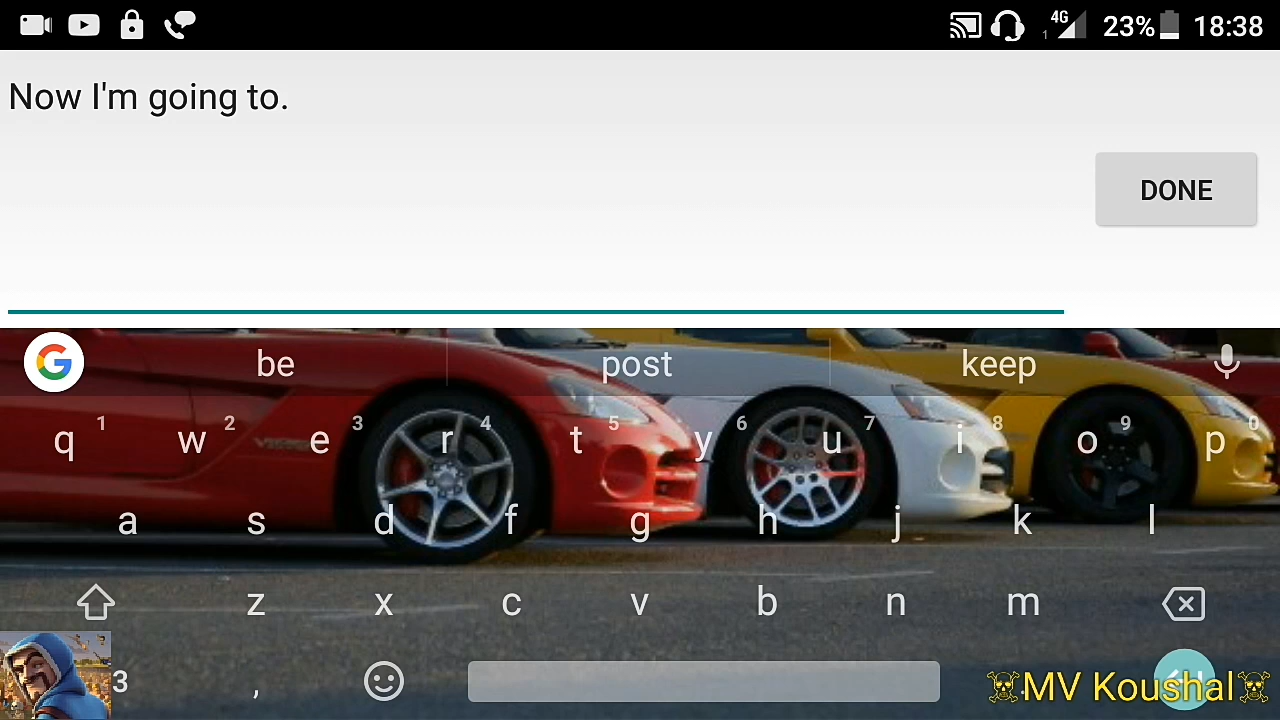 4G
1
23%
18:38
Now I'm going to.
DONE
G
be
post
keep
q 1 w 2 e 3 r 4 t 5 y 6 u 7 i 8 o 9 p 0
a s d f g h j k l
z x c v b n m
3
,
☠MV Koushal☠